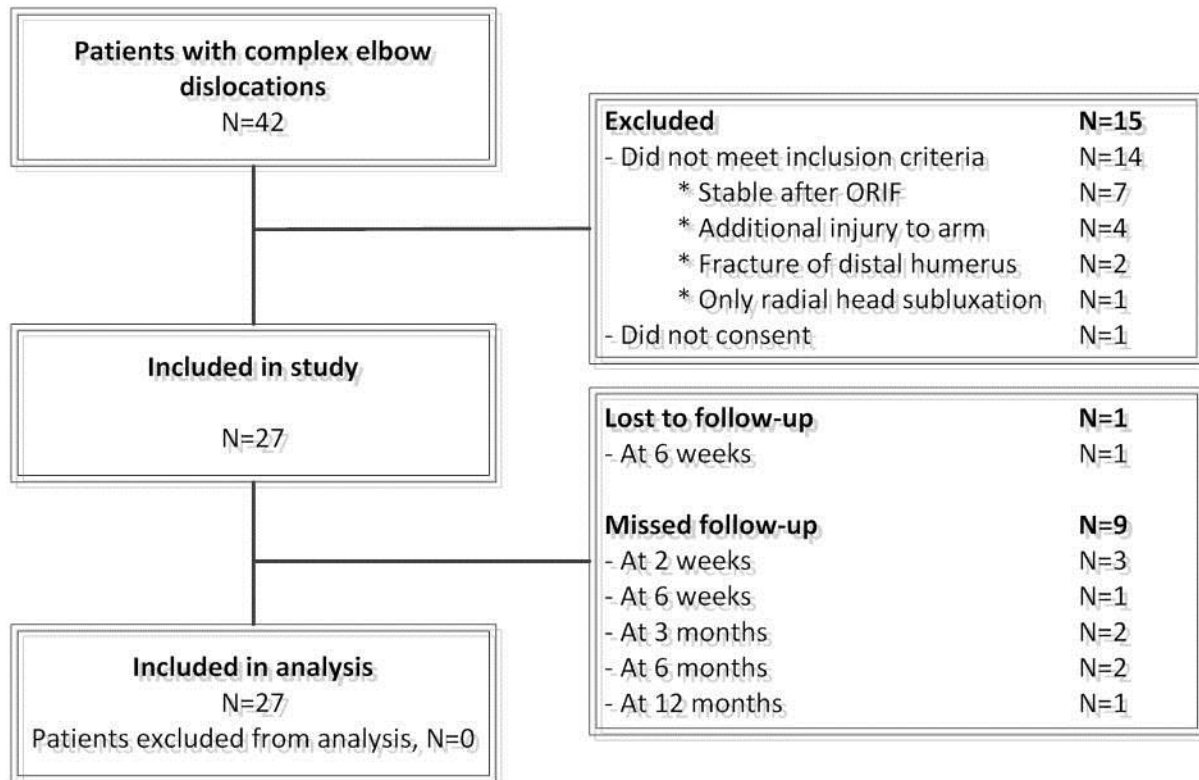 Patients with complex elbow
dislocations
N=42
Excluded N=15
- Did not meet inclusion criteria N=14
* Stable after ORIF N=7
* Additional injury to arm N=4
* Fracture of distal humerus N=2
* Only radial head subluxation N=1
- Did not consent N=1
Included in study
N=27
Lost to follow-up N=1
- At 6 weeks N=1
Missed follow-up N=9
- At 2 weeks N=3
- At 6 weeks N=1
- At 3 months N=2
- At 6 months N=2
- At 12 months N=1
Included in analysis
N=27
Patients excluded from analysis, N=0